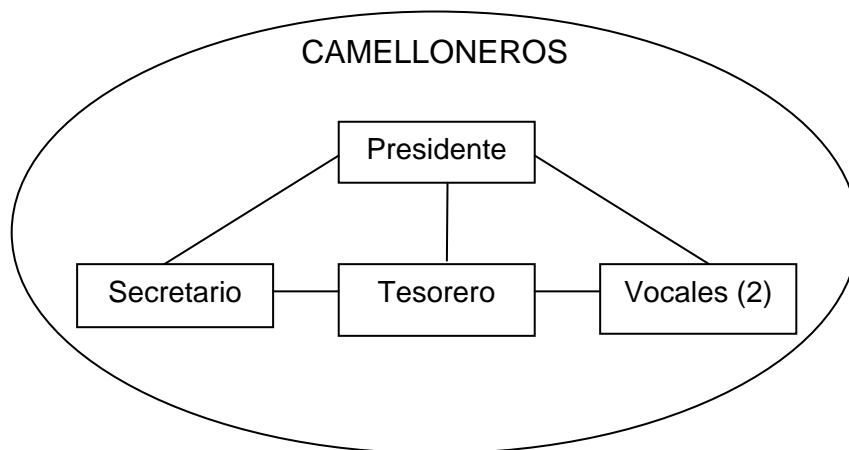 CAMELLONEROS
Presidente
Secretario
Tesorero
Vocales (2)